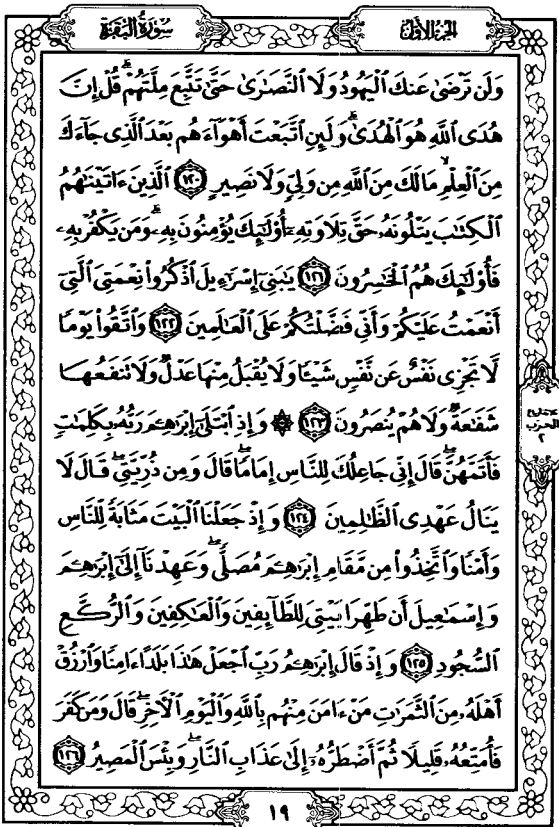 سُورَةُ البَقَرَةِ
الجُزءُ الأَوَّلُ
وَلَن تَرْضَىٰ عَنكَ ٱلْيَهُودُ وَلَا ٱلنَّصَـٰرَىٰ حَتَّىٰ تَتَّبِعَ مِلَّتَهُمْ ۗ قُلْ إِنَّ
هُدَى ٱللَّهِ هُوَ ٱلْهُدَىٰ ۗ وَلَئِنِ ٱتَّبَعْتَ أَهْوَآءَهُم بَعْدَ ٱلَّذِى جَآءَكَ
مِنَ ٱلْعِلْمِ ۙ مَا لَكَ مِنَ ٱللَّهِ مِن وَلِىٍّ وَلَا نَصِيرٍ ١٢٠ ٱلَّذِينَ ءَاتَيْنَـٰهُمُ
ٱلْكِتَـٰبَ يَتْلُونَهُۥ حَقَّ تِلَاوَتِهِۦٓ أُو۟لَـٰٓئِكَ يُؤْمِنُونَ بِهِۦ ۗ وَمَن يَكْفُرْ بِهِۦ
فَأُو۟لَـٰٓئِكَ هُمُ ٱلْخَـٰسِرُونَ ١٢١ يَـٰبَنِىٓ إِسْرَٰٓءِيلَ ٱذْكُرُوا۟ نِعْمَتِىَ ٱلَّتِىٓ
أَنْعَمْتُ عَلَيْكُمْ وَأَنِّى فَضَّلْتُكُمْ عَلَى ٱلْعَـٰلَمِينَ ١٢٢ وَٱتَّقُوا۟ يَوْمًا
لَّا تَجْزِى نَفْسٌ عَن نَّفْسٍ شَيْـًٔا وَلَا يُقْبَلُ مِنْهَا عَدْلٌ وَلَا تَنفَعُهَا
شَفَـٰعَةٌ وَلَا هُمْ يُنصَرُونَ ١٢٣ ۞ وَإِذِ ٱبْتَلَىٰٓ إِبْرَٰهِـۧمَ رَبُّهُۥ بِكَلِمَـٰتٍ
فَأَتَمَّهُنَّ ۖ قَالَ إِنِّى جَاعِلُكَ لِلنَّاسِ إِمَامًا ۖ قَالَ وَمِن ذُرِّيَّتِى ۖ قَالَ لَا
يَنَالُ عَهْدِى ٱلظَّـٰلِمِينَ ١٢٤ وَإِذْ جَعَلْنَا ٱلْبَيْتَ مَثَابَةً لِّلنَّاسِ
وَأَمْنًا وَٱتَّخِذُوا۟ مِن مَّقَامِ إِبْرَٰهِـۧمَ مُصَلًّى ۖ وَعَهِدْنَآ إِلَىٰٓ إِبْرَٰهِـۧمَ
وَإِسْمَـٰعِيلَ أَن طَهِّرَا بَيْتِىَ لِلطَّآئِفِينَ وَٱلْعَـٰكِفِينَ وَٱلرُّكَّعِ
ٱلسُّجُودِ ١٢٥ وَإِذْ قَالَ إِبْرَٰهِـۧمُ رَبِّ ٱجْعَلْ هَـٰذَا بَلَدًا ءَامِنًا وَٱرْزُقْ
أَهْلَهُۥ مِنَ ٱلثَّمَرَٰتِ مَنْ ءَامَنَ مِنْهُم بِٱللَّهِ وَٱلْيَوْمِ ٱلْـَٔاخِرِ ۖ قَالَ وَمَن كَفَرَ
فَأُمَتِّعُهُۥ قَلِيلًا ثُمَّ أَضْطَرُّهُۥٓ إِلَىٰ عَذَابِ ٱلنَّارِ ۖ وَبِئْسَ ٱلْمَصِيرُ ١٢٦
الحزب
٢
١٩